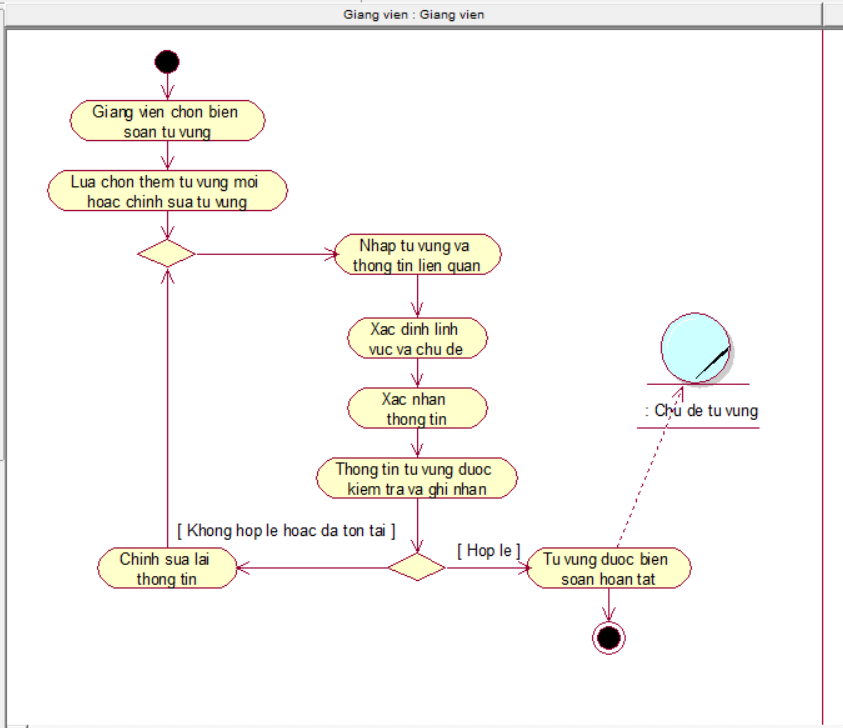 Giang vien : Giang vien
Giang vien chon bien
soan tu vung
Lua chon them tu vung moi
hoac chinh sua tu vung
Nhap tu vung va
thong tin lien quan
Xac dinh linh
vuc va chu de
Xac nhan
thong tin
: Chu de tu vung
Thong tin tu vung duoc
kiem tra va ghi nhan
[ Khong hop le hoac da ton tai ]
[ Hop le ]
Chinh sua lai
thong tin
Tu vung duoc bien
soan hoan tat